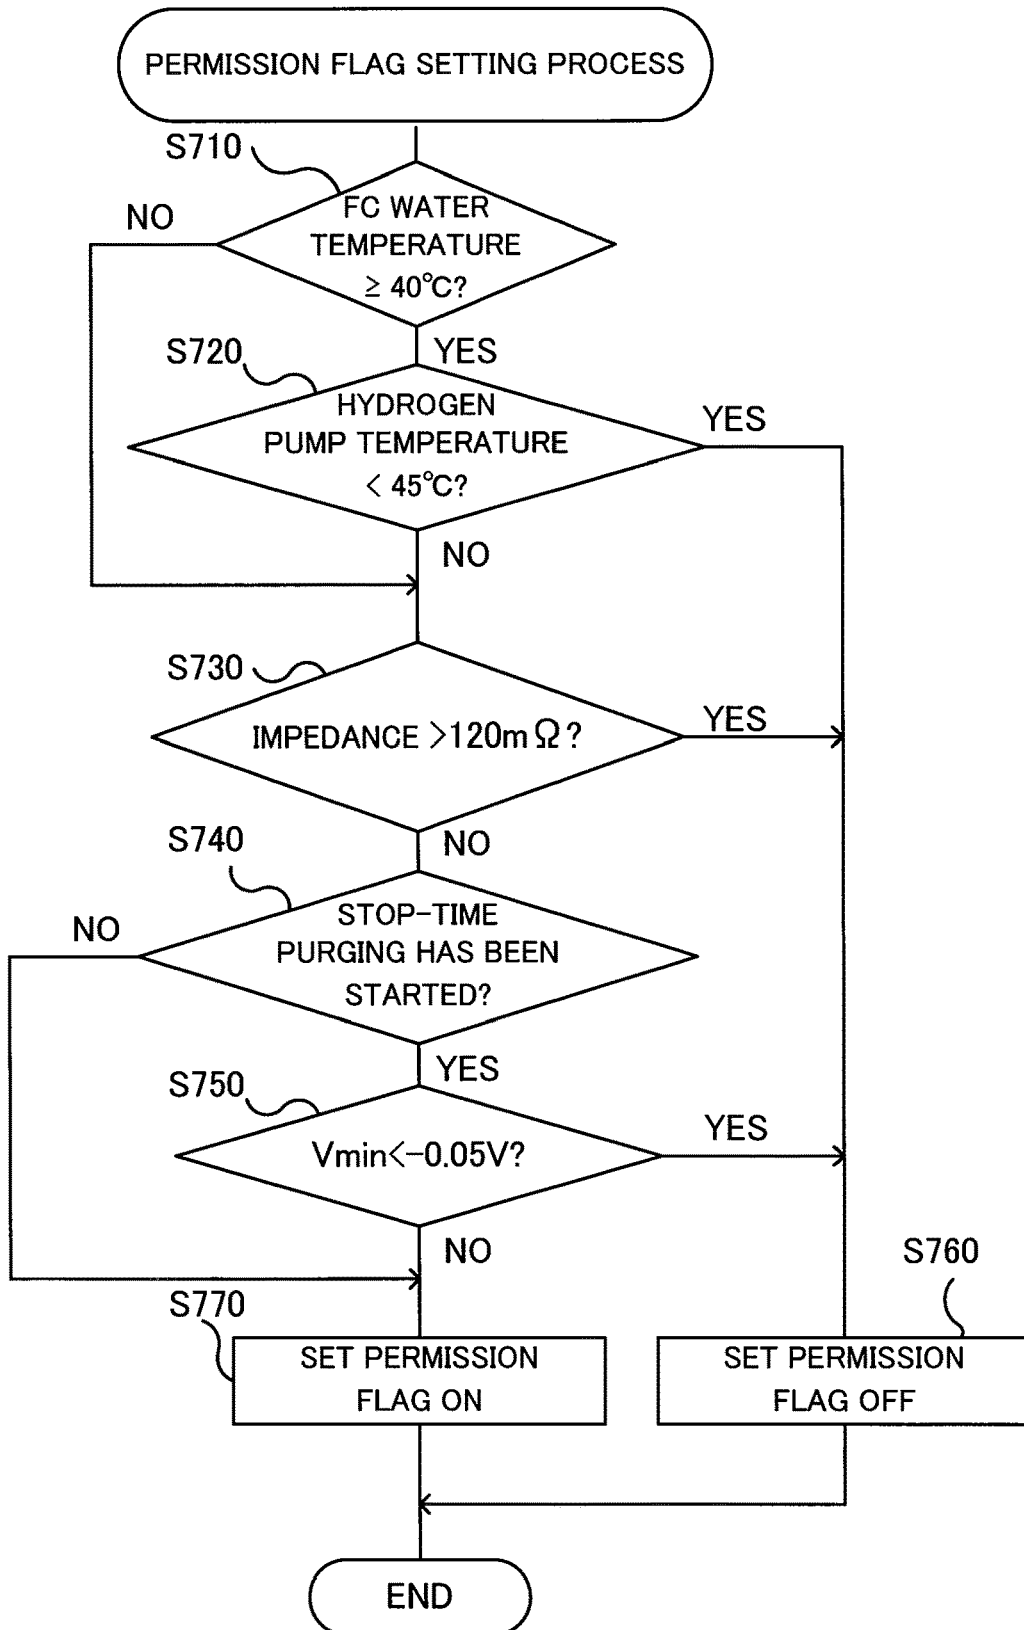 PERMISSION FLAG SETTING PROCESS
S710
NO
FC WATER
TEMPERATURE
≥ 40°C?
YES
S720
HYDROGEN
PUMP TEMPERATURE
< 45°C?
YES
NO
S730
IMPEDANCE >120mΩ?
YES
NO
S740
STOP-TIME
PURGING HAS BEEN
STARTED?
NO
YES
S750
Vmin<-0.05V?
YES
NO
S760
S770
SET PERMISSION
FLAG ON
SET PERMISSION
FLAG OFF
END